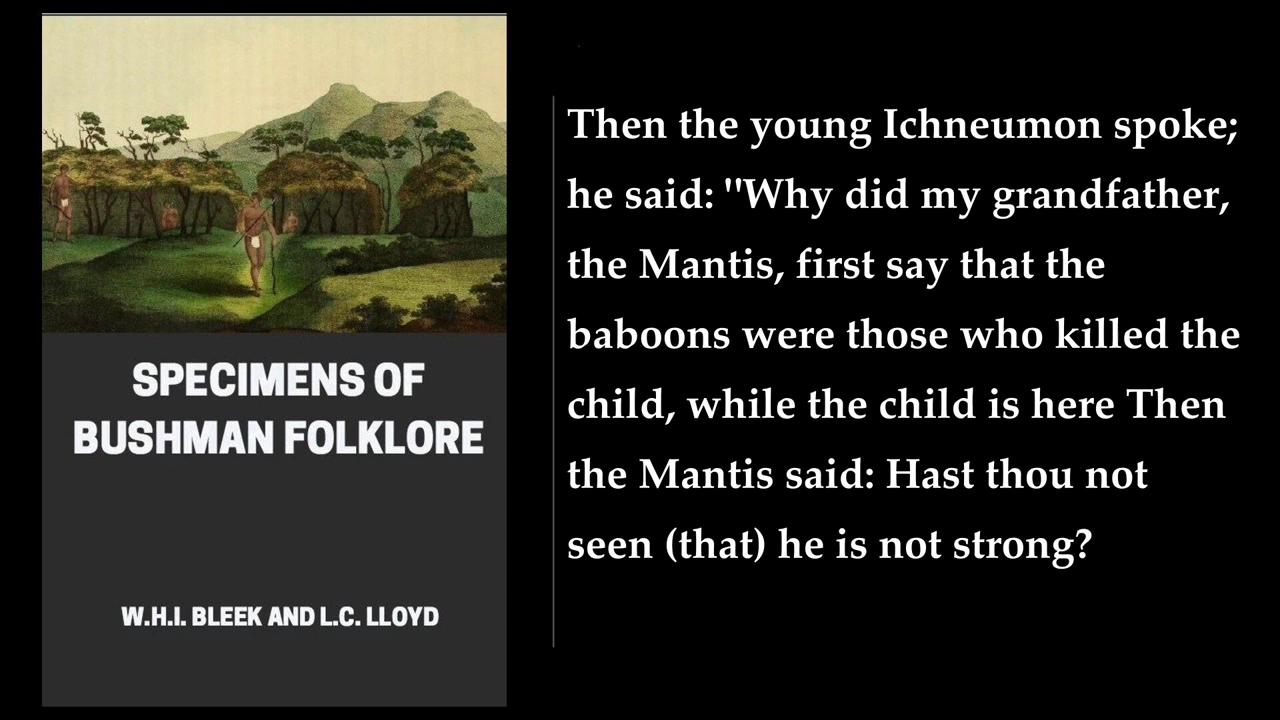 SPECIMENS OF
BUSHMAN FOLKLORE
W.H.I. BLEEK AND L.C. LLOYD
Then the young Ichneumon spoke;
he said: "Why did my grandfather,
the Mantis, first say that the
baboons were those who killed the
child, while the child is here Then
the Mantis said: Hast thou not
seen (that) he is not strong?